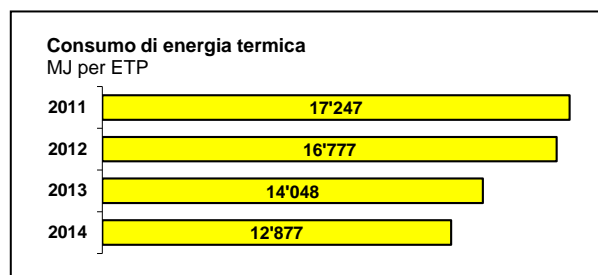 Consumo di energia termica
MJ per ETP
2011 17'247
2012 16'777
2013 14'048
2014 12'877